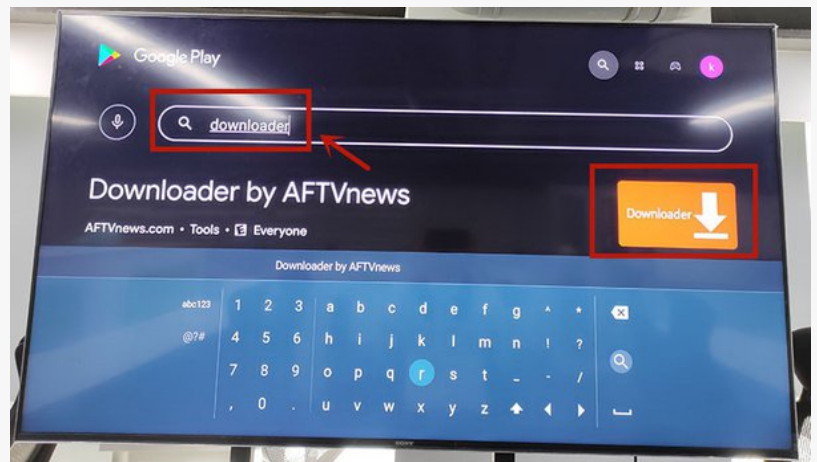 Google Play
k
downloader
Downloader by AFTVnews
AFTVnews.com • Tools • E Everyone
Downloader
Downloader by AFTVnews
abc123 1 2 3 a b c d e f g ^ *
@?# 4 5 6 h i j k l m n ! ?
7 8 9 o p q r s t _ - /
, 0 . u v w x y z
SONY